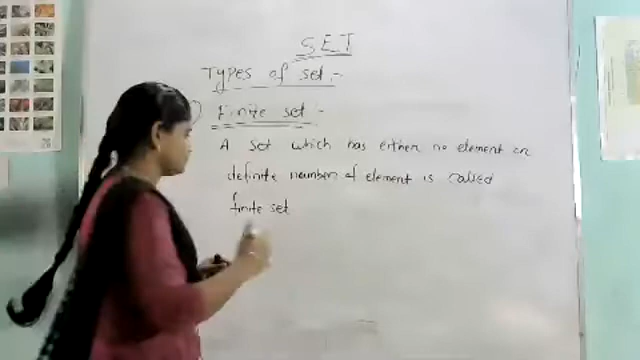 SET
Types of set :-
Finite set :-
A set which has either no element or
definite number of element is called
finite set